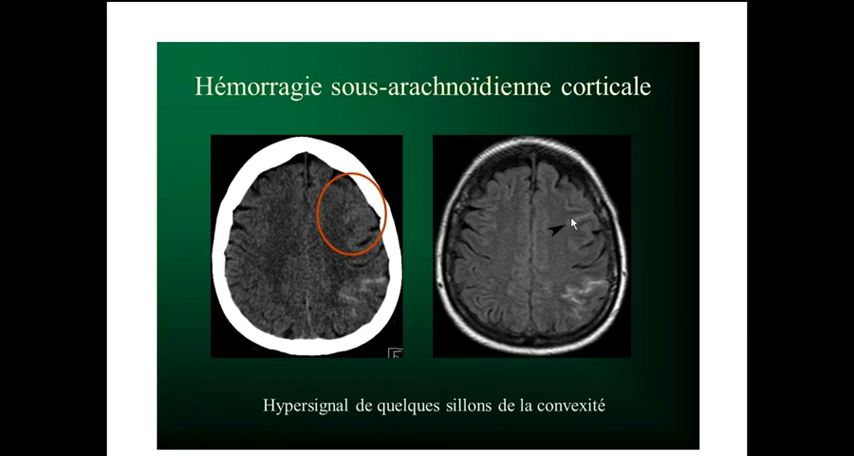 Hémorragie sous-arachnoïdienne corticale
Hypersignal de quelques sillons de la convexité